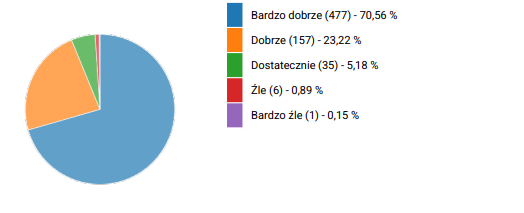 Bardzo dobrze (477) - 70,56 %
Dobrze (157) - 23,22 %
Dostatecznie (35) - 5,18 %
Źle (6) - 0,89 %
Bardzo źle (1) - 0,15 %